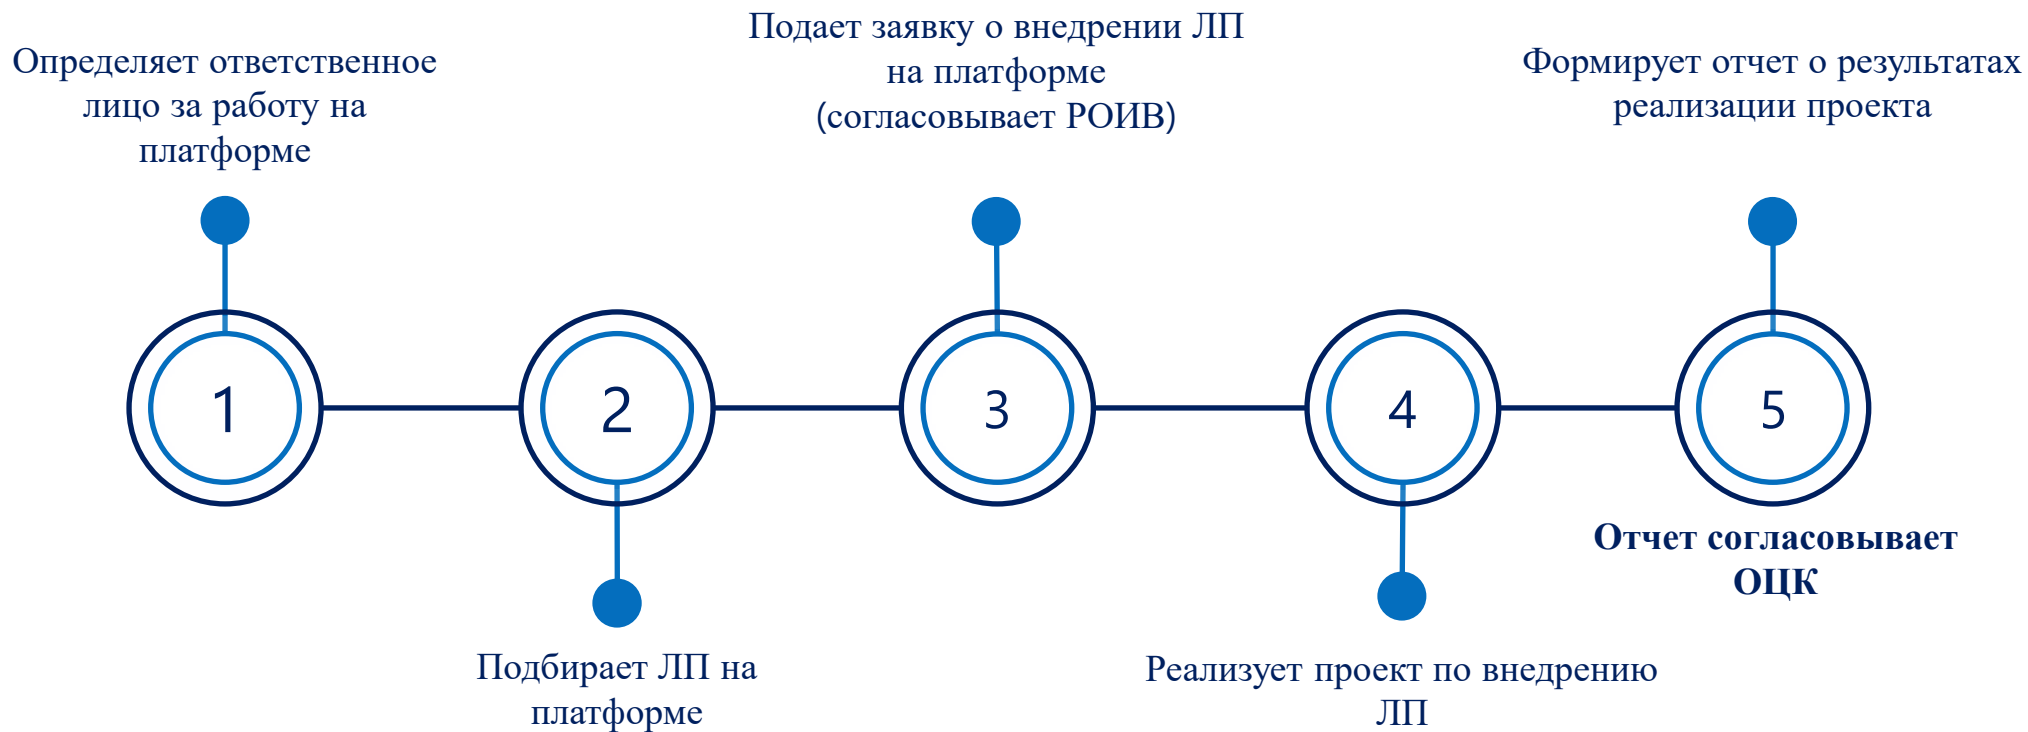 Определяет ответственное
лицо за работу на
платформе
Подает заявку о внедрении ЛП
на платформе
(согласовывает РОИВ)
Формирует отчет о результатах
реализации проекта
1
2
3
4
5
Отчет согласовывает
ОЦК
Подбирает ЛП на
платформе
Реализует проект по внедрению
ЛП